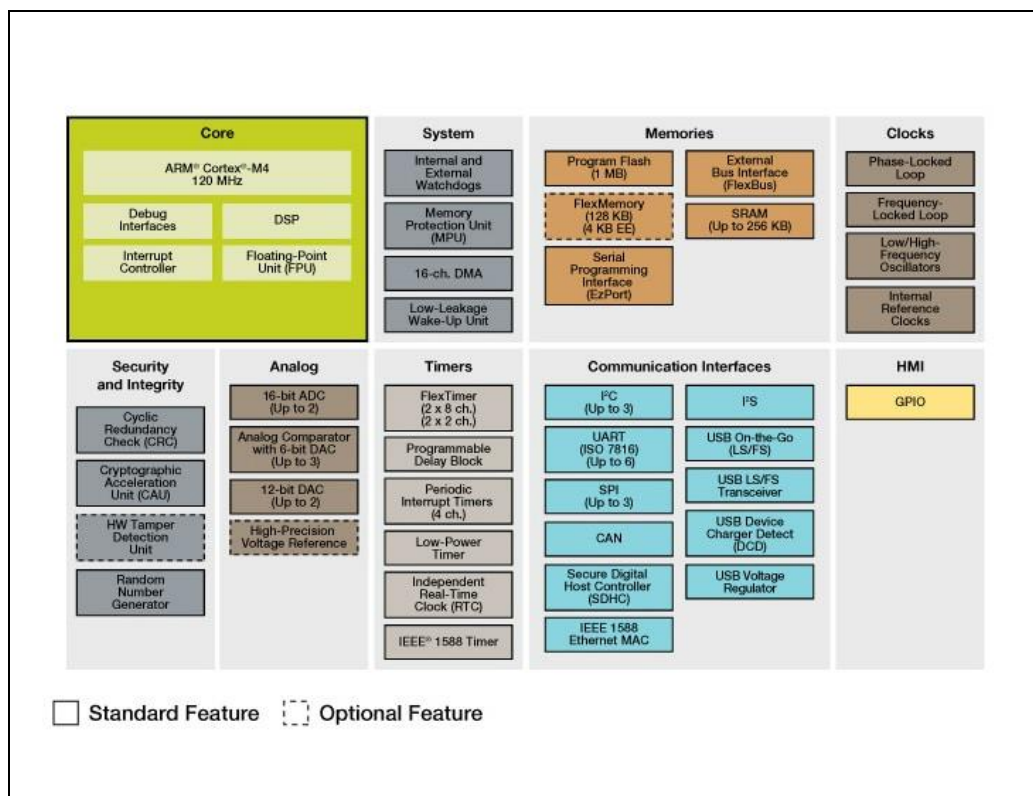 Core
ARM® Cortex®-M4
120 MHz
Debug
Interfaces
DSP
Interrupt
Controller
Floating-Point
Unit (FPU)
System
Internal and
External
Watchdogs
Memory
Protection Unit
(MPU)
16-ch. DMA
Low-Leakage
Wake-Up Unit
Memories
Program Flash
(1 MB)
External
Bus Interface
(FlexBus)
FlexMemory
(128 KB)
(4 KB EE)
SRAM
(Up to 256 KB)
Serial
Programming
Interface
(EzPort)
Clocks
Phase-Locked
Loop
Frequency-
Locked Loop
Low/High-
Frequency
Oscillators
Internal
Reference
Clocks
Security
and Integrity
Cyclic
Redundancy
Check (CRC)
Cryptographic
Acceleration
Unit (CAU)
HW Tamper
Detection
Unit
Random
Number
Generator
Analog
16-bit ADC
(Up to 2)
Analog Comparator
with 6-bit DAC
(Up to 3)
12-bit DAC
(Up to 2)
High-Precision
Voltage Reference
Timers
FlexTimer
(2 x 8 ch.)
(2 x 2 ch.)
Programmable
Delay Block
Periodic
Interrupt Timers
(4 ch.)
Low-Power
Timer
Independent
Real-Time
Clock (RTC)
IEEE® 1588 Timer
Communication Interfaces
I²C
(Up to 3)
I²S
UART
(ISO 7816)
(Up to 6)
USB On-the-Go
(LS/FS)
SPI
(Up to 3)
USB LS/FS
Transceiver
CAN
USB Device
Charger Detect
(DCD)
Secure Digital
Host Controller
(SDHC)
USB Voltage
Regulator
IEEE 1588
Ethernet MAC
HMI
GPIO
Standard Feature
Optional Feature